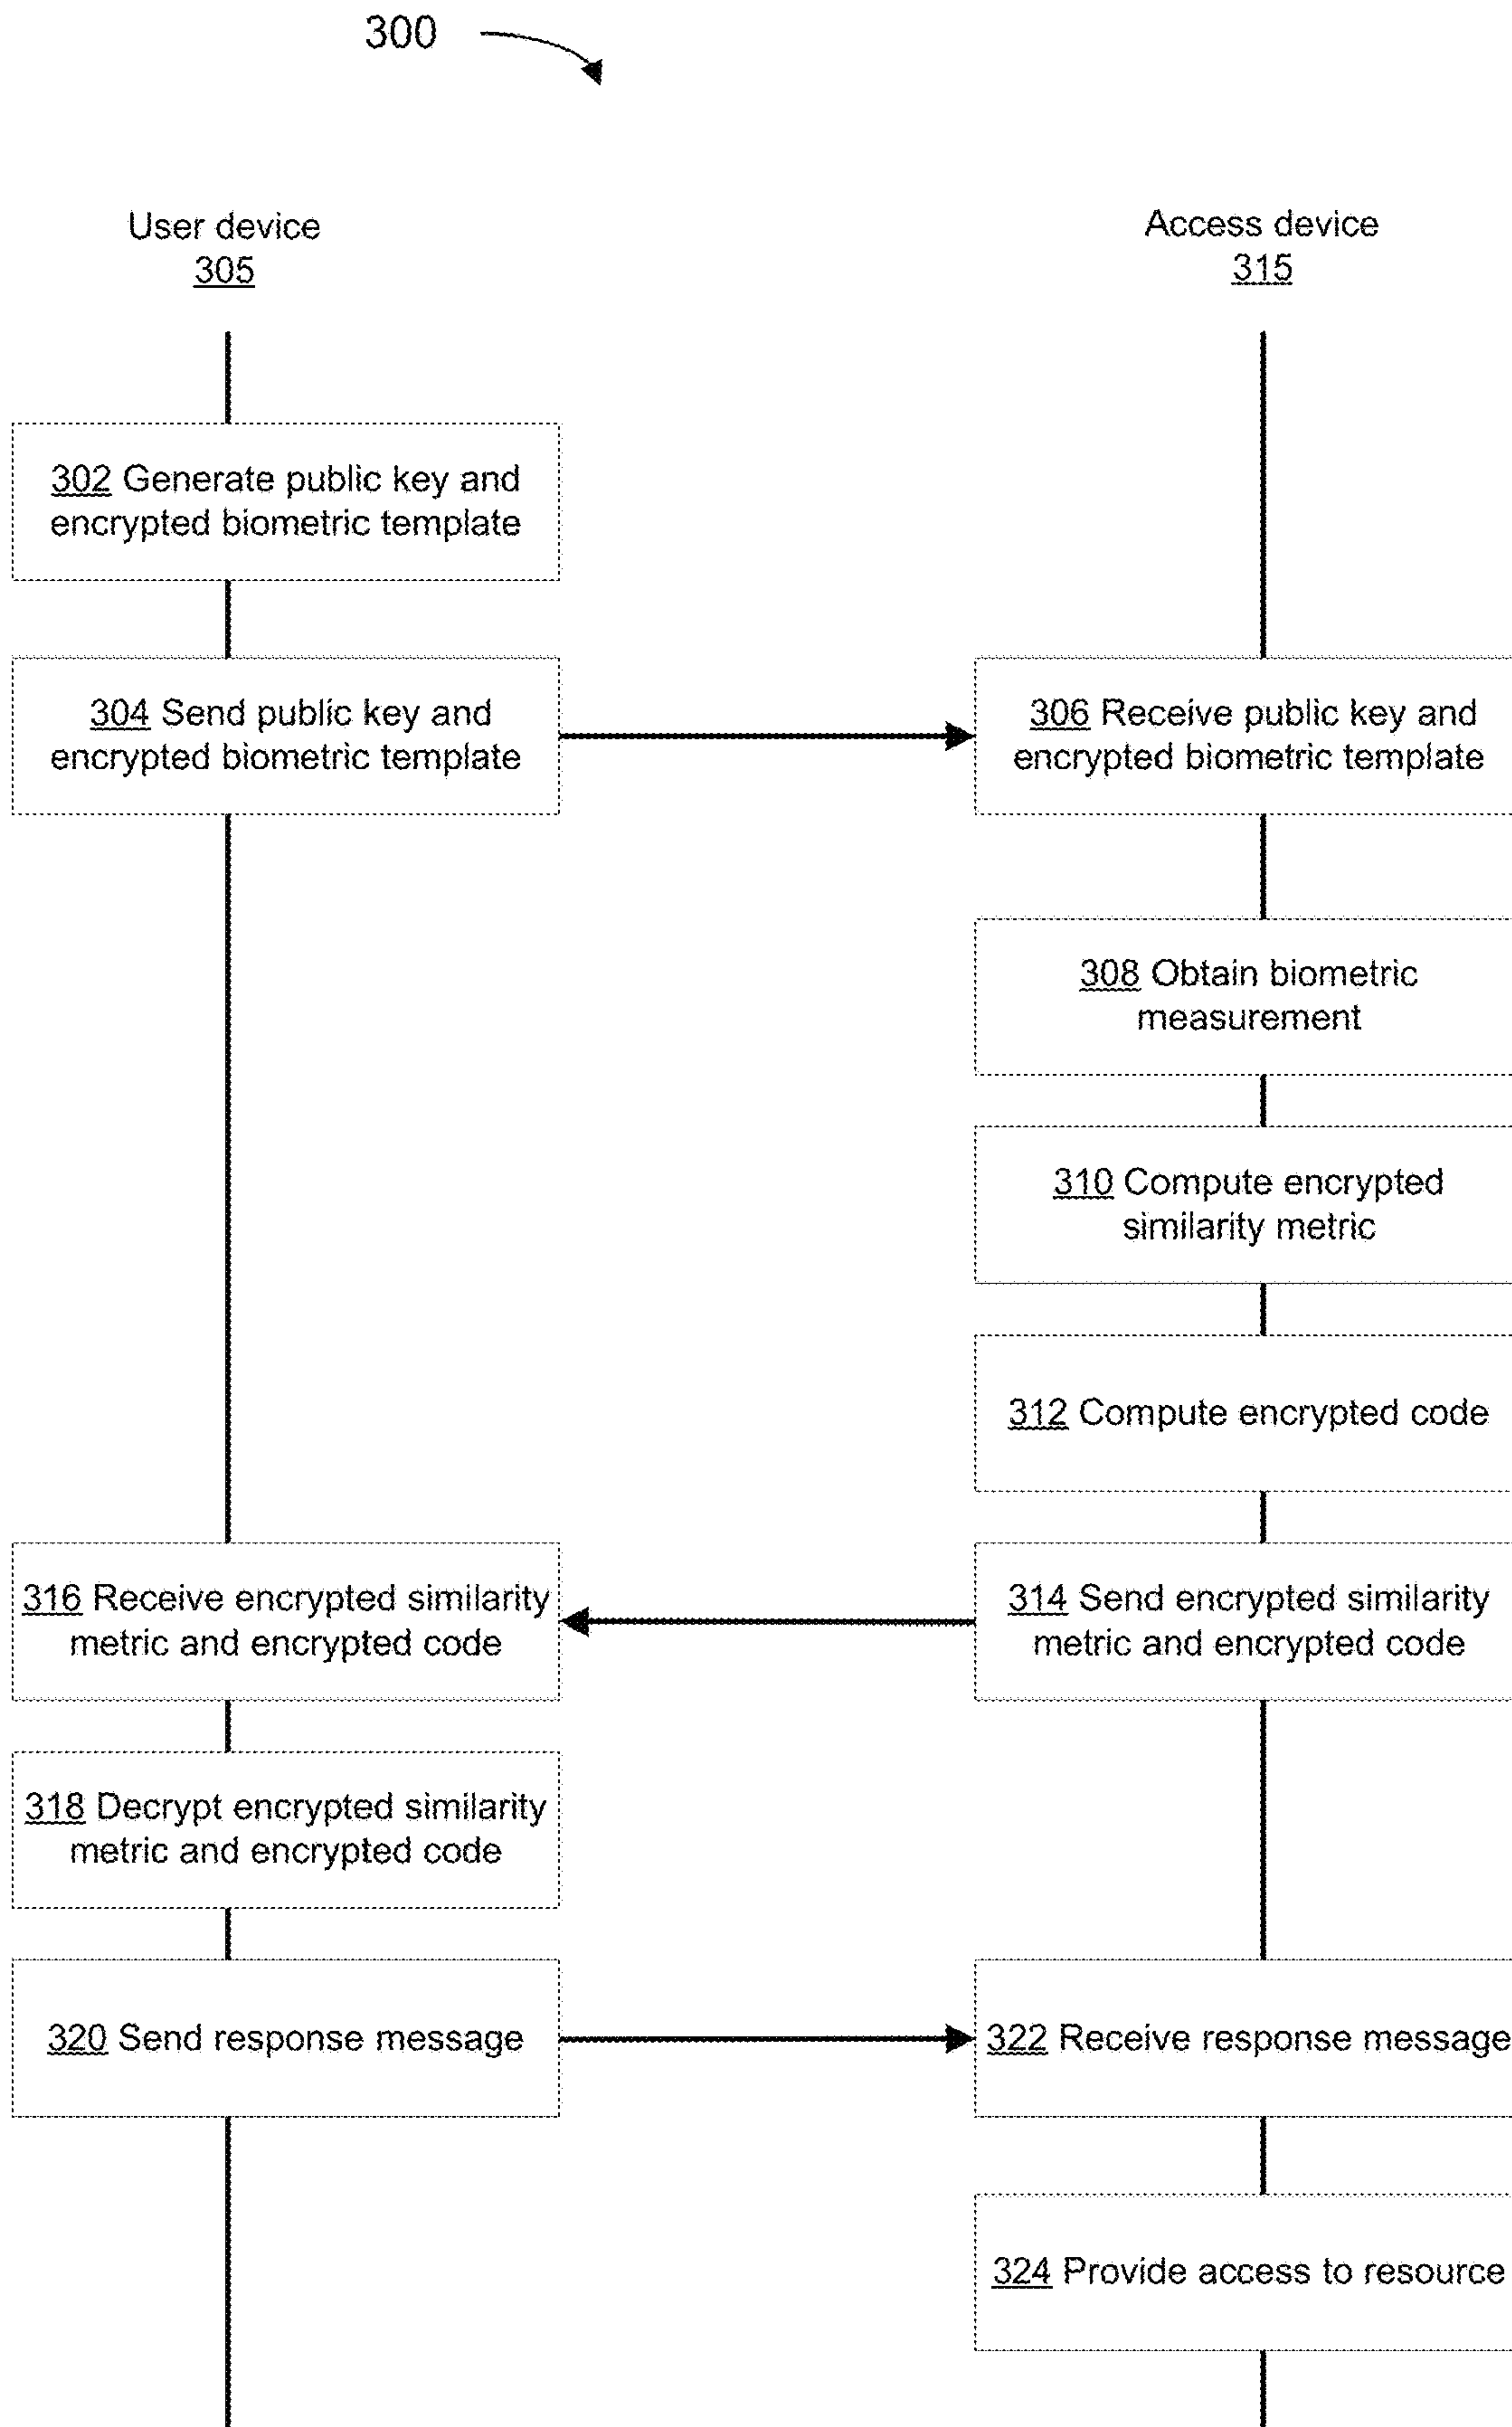 300
User device
305
Access device
315
302 Generate public key and
encrypted biometric template
304 Send public key and
encrypted biometric template
306 Receive public key and
encrypted biometric template
308 Obtain biometric
measurement
310 Compute encrypted
similarity metric
312 Compute encrypted code
314 Send encrypted similarity
metric and encrypted code
316 Receive encrypted similarity
metric and encrypted code
318 Decrypt encrypted similarity
metric and encrypted code
320 Send response message
322 Receive response message
324 Provide access to resource